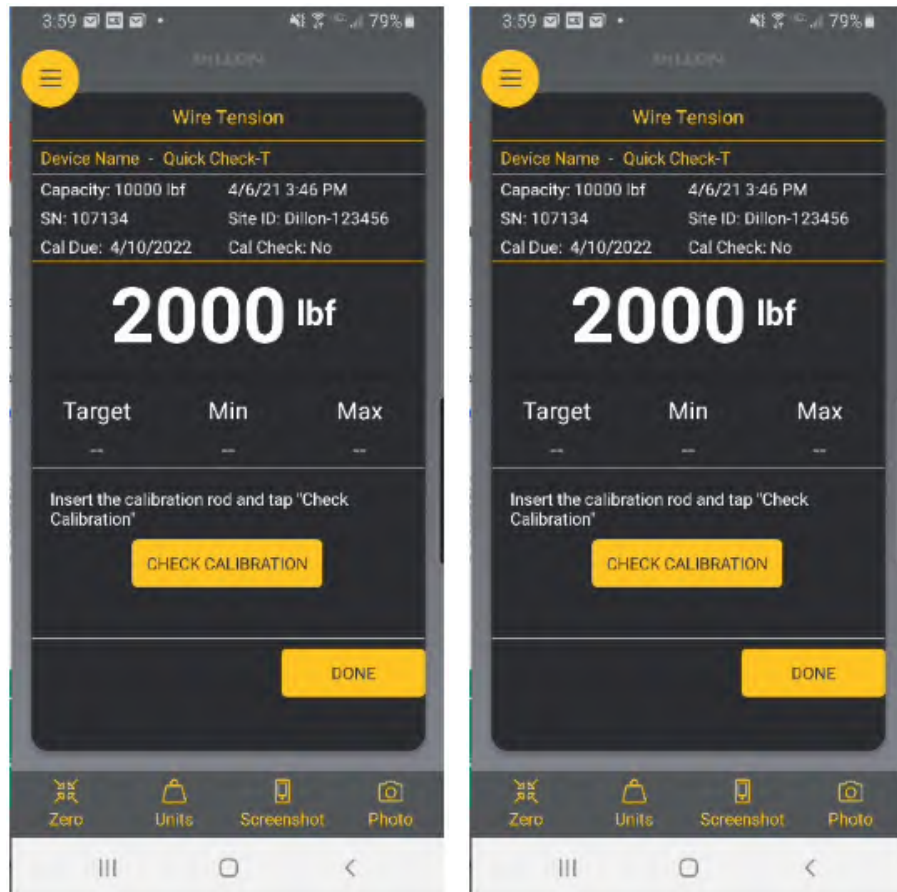 3:59
79%
DILLON
Wire Tension
Device Name - Quick Check-T
Capacity: 10000 lbf 4/6/21 3:46 PM
SN: 107134 Site ID: Dillon-123456
Cal Due: 4/10/2022 Cal Check: No
2000 lbf
Target Min Max
-- -- --
Insert the calibration rod and tap "Check
Calibration"
CHECK CALIBRATION
DONE
Zero Units Screenshot Photo
3:59
79%
DILLON
Wire Tension
Device Name - Quick Check-T
Capacity: 10000 lbf 4/6/21 3:46 PM
SN: 107134 Site ID: Dillon-123456
Cal Due: 4/10/2022 Cal Check: No
2000 lbf
Target Min Max
-- -- --
Insert the calibration rod and tap "Check
Calibration"
CHECK CALIBRATION
DONE
Zero Units Screenshot Photo